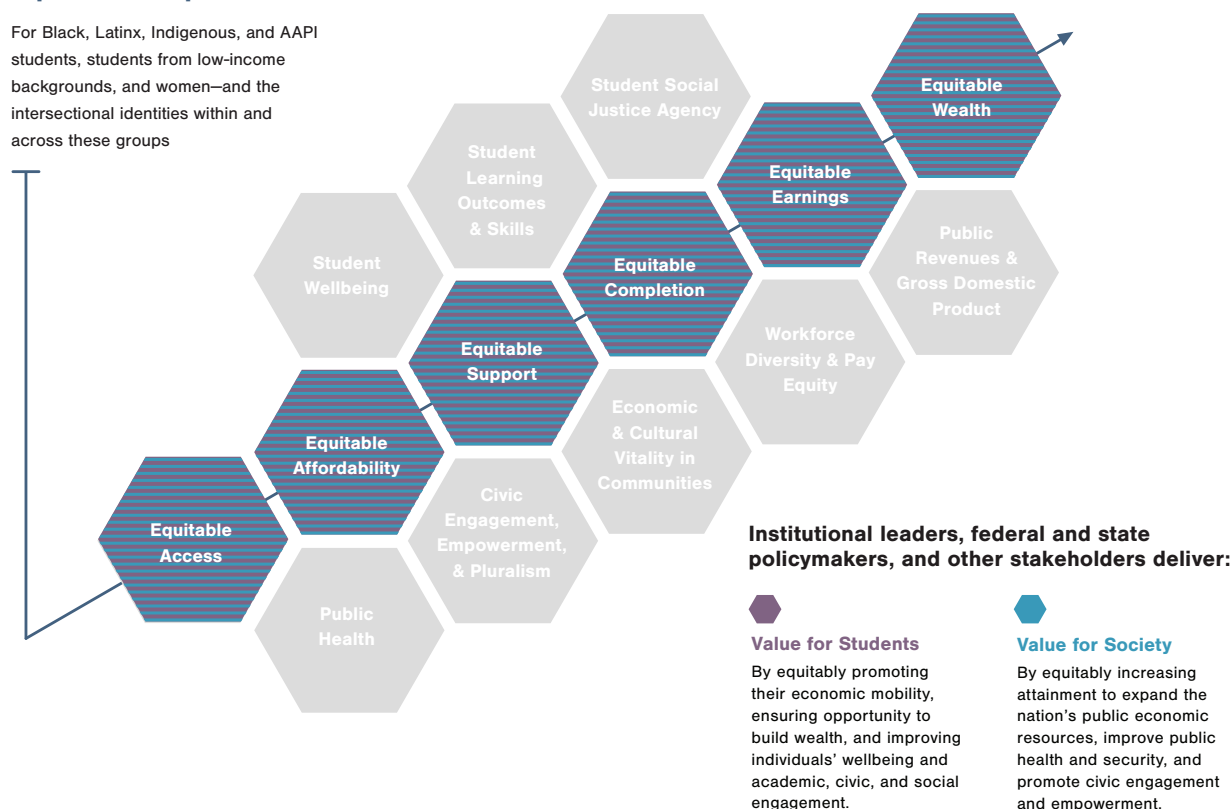 For Black, Latinx, Indigenous, and AAPI
students, students from low-income
backgrounds, and women—and the
intersectional identities within and
across these groups
Student Social
Justice Agency
Equitable
Wealth
Student
Learning
Outcomes
& Skills
Equitable
Earnings
Student
Wellbeing
Equitable
Completion
Public
Revenues &
Gross Domestic
Product
Equitable
Support
Workforce
Diversity & Pay
Equity
Equitable
Affordability
Economic
& Cultural
Vitality in
Communities
Equitable
Access
Civic
Engagement,
Empowerment,
& Pluralism
Public
Health
Institutional leaders, federal and state
policymakers, and other stakeholders deliver:
Value for Students
By equitably promoting
their economic mobility,
ensuring opportunity to
build wealth, and improving
individuals’ wellbeing and
academic, civic, and social
engagement.
Value for Society
By equitably increasing
attainment to expand the
nation’s public economic
resources, improve public
health and security, and
promote civic engagement
and empowerment.